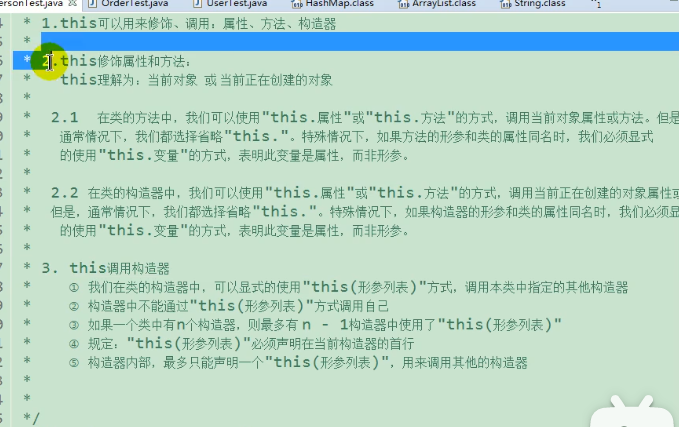 ersonTest.java OrderTest.java UserTest.java HashMap.class ArrayList.class String.class
* 1.this可以用来修饰、调用：属性、方法、构造器
*
* 2.this修饰属性和方法：
* this理解为：当前对象 或 当前正在创建的对象
*
* 2.1 在类的方法中，我们可以使用"this.属性"或"this.方法"的方式，调用当前对象属性或方法。但是
* 通常情况下，我们都选择省略"this."。特殊情况下，如果方法的形参和类的属性同名时，我们必须显式
* 的使用"this.变量"的方式，表明此变量是属性，而非形参。
*
* 2.2 在类的构造器中，我们可以使用"this.属性"或"this.方法"的方式，调用当前正在创建的对象属性或
* 但是，通常情况下，我们都选择省略"this."。特殊情况下，如果构造器的形参和类的属性同名时，我们必须显
* 的使用"this.变量"的方式，表明此变量是属性，而非形参。
*
* 3. this调用构造器
* ① 我们在类的构造器中，可以显式的使用"this(形参列表)"方式，调用本类中指定的其他构造器
* ② 构造器中不能通过"this(形参列表)"方式调用自己
* ③ 如果一个类中有n个构造器，则最多有 n - 1构造器中使用了"this(形参列表)"
* ④ 规定："this(形参列表)"必须声明在当前构造器的首行
* ⑤ 构造器内部，最多只能声明一个"this(形参列表)"，用来调用其他的构造器
*
*
*/